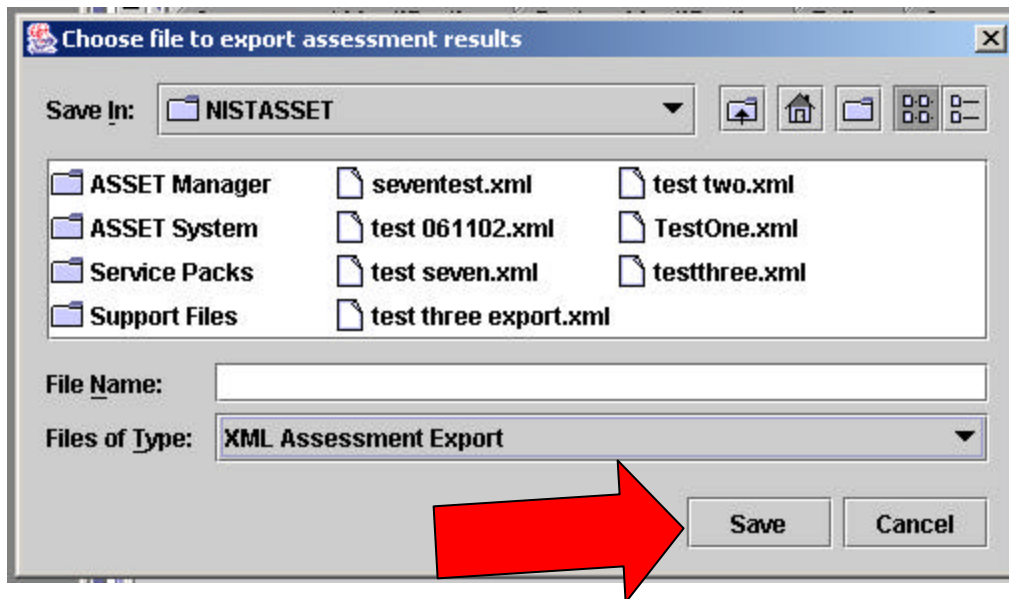 Choose file to export assessment results
Save In: NISTASSET
ASSET Manager seventest.xml test two.xml
ASSET System test 061102.xml TestOne.xml
Service Packs test seven.xml testthree.xml
Support Files test three export.xml
File Name:
Files of Type: XML Assessment Export
Save Cancel